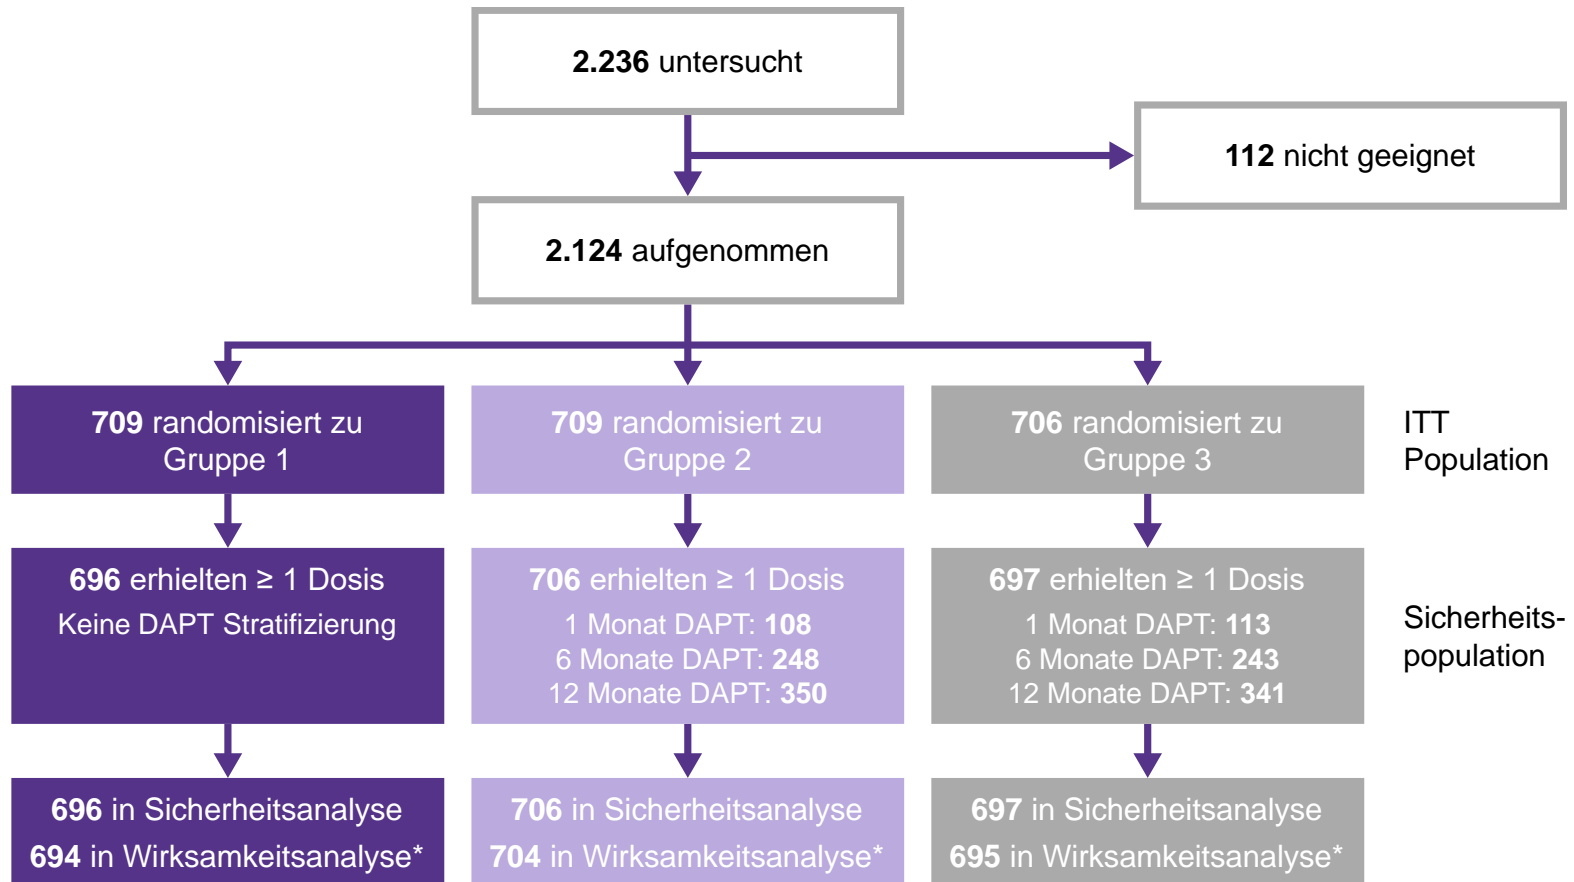 2.236 untersucht
112 nicht geeignet
2.124 aufgenommen
709 randomisiert zu
Gruppe 1
709 randomisiert zu
Gruppe 2
706 randomisiert zu
Gruppe 3
ITT
Population
696 erhielten ≥ 1 Dosis
Keine DAPT Stratifizierung
706 erhielten ≥ 1 Dosis
1 Monat DAPT: 108
6 Monate DAPT: 248
12 Monate DAPT: 350
697 erhielten ≥ 1 Dosis
1 Monat DAPT: 113
6 Monate DAPT: 243
12 Monate DAPT: 341
Sicherheits-
population
696 in Sicherheitsanalyse
694 in Wirksamkeitsanalyse*
706 in Sicherheitsanalyse
704 in Wirksamkeitsanalyse*
697 in Sicherheitsanalyse
695 in Wirksamkeitsanalyse*